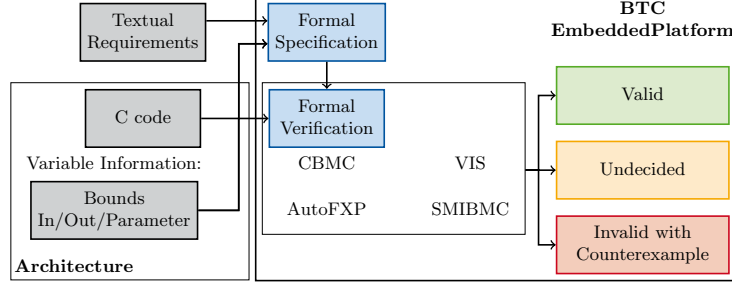 BTC
EmbeddedPlatform
Textual
Requirements
Formal
Specification
C code
Formal
Verification
Valid
Variable Information:
CBMC
VIS
Undecided
Bounds
In/Out/Parameter
AutoFXP
SMIBMC
Invalid with
Counterexample
Architecture